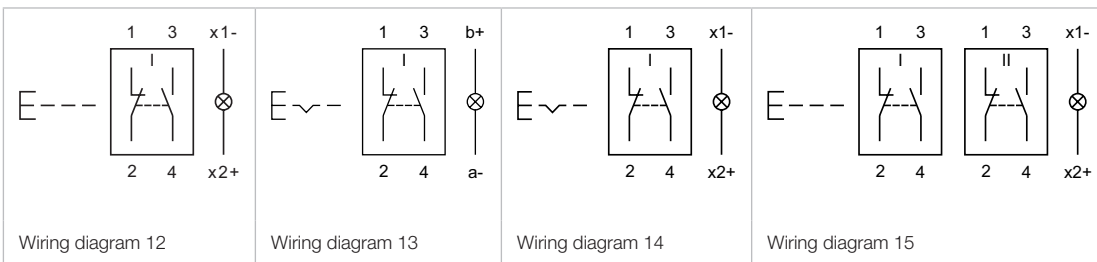 1 3 x1-
I
2 4 x2+
Wiring diagram 12
1 3 b+
I
2 4 a-
Wiring diagram 13
1 3 x1-
I
2 4 x2+
Wiring diagram 14
1 3 1 3 x1-
I II
2 4 2 4 x2+
Wiring diagram 15